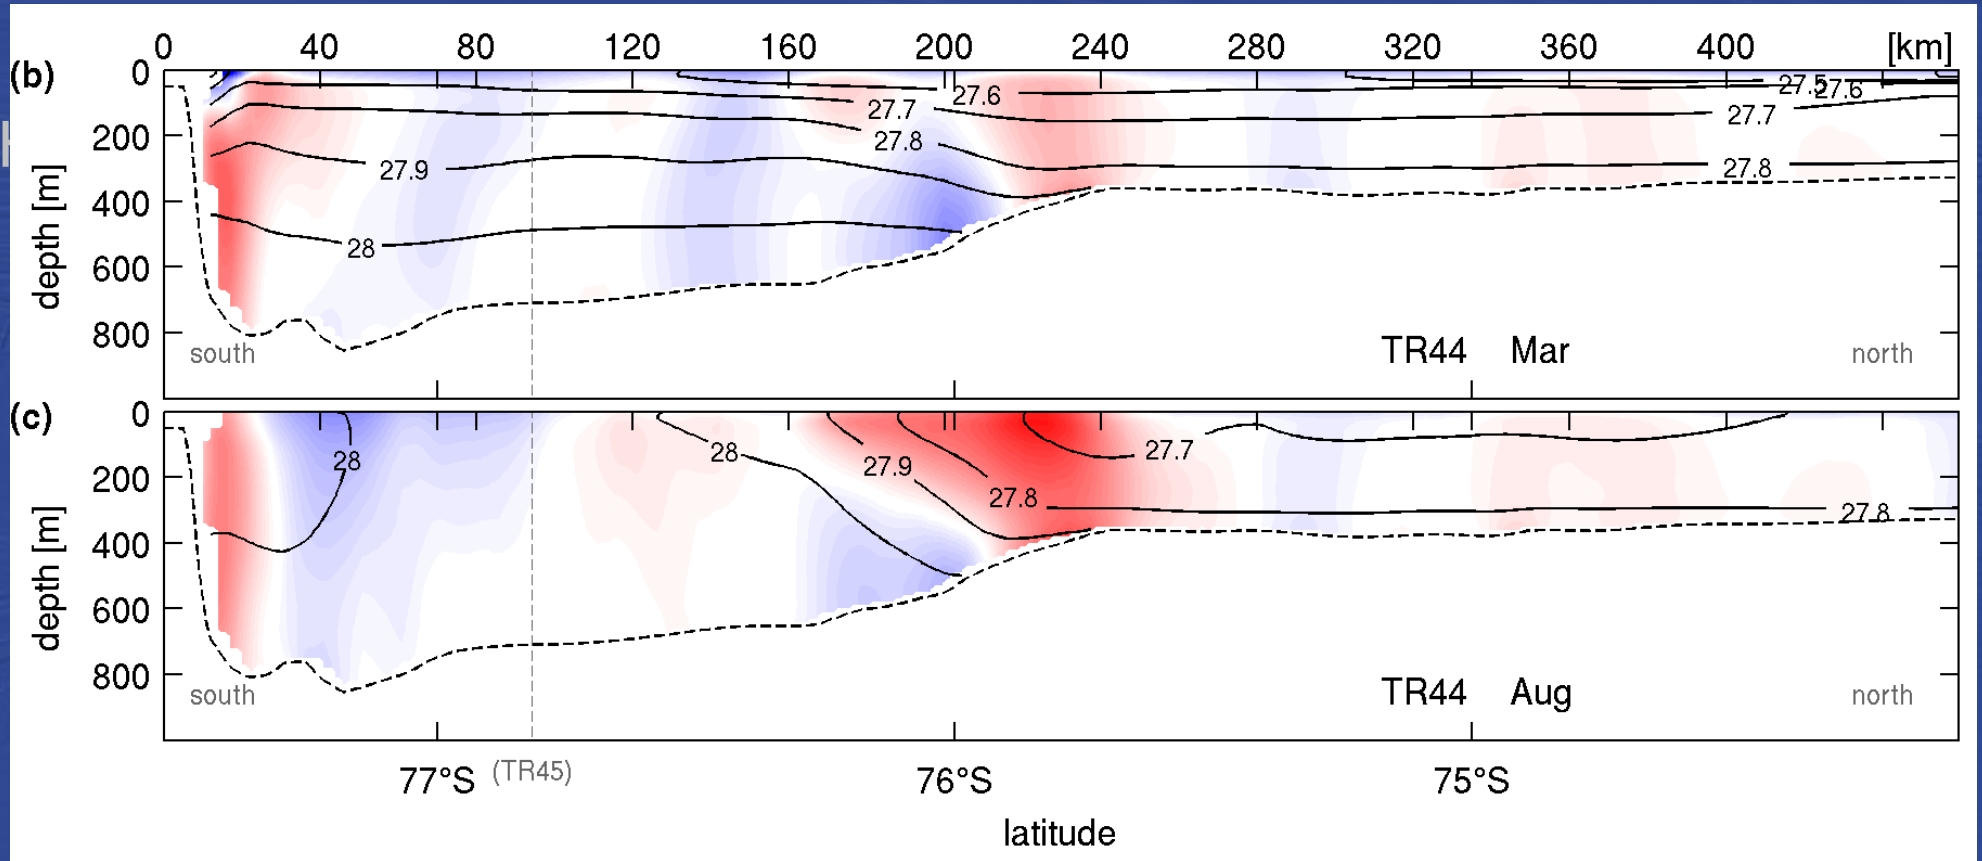 0 40 80 120 160 200 240 280 320 360 400 [km]
(b)
0
200
400
600
800
depth [m]
27.5
27.6
27.6
27.7
27.7
27.8
27.8
27.9
28
south
TR44 Mar
north
(c)
0
200
400
600
800
depth [m]
28
28
27.9
27.8
27.7
27.8
south
TR44 Aug
north
77°S (TR45) 76°S 75°S
latitude